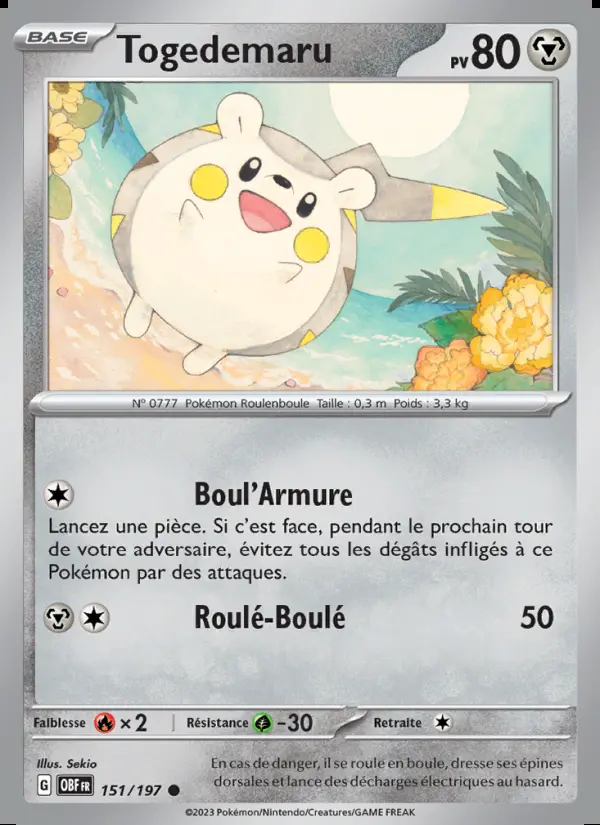 BASE Togedemaru PV 80
N° 0777 Pokémon Roulenboule Taille : 0,3 m Poids : 3,3 kg
Boul'Armure
Lancez une pièce. Si c'est face, pendant le prochain tour
de votre adversaire, évitez tous les dégâts infligés à ce
Pokémon par des attaques.
Roulé-Boulé 50
Faiblesse ×2 Résistance -30 Retraite
Illus. Sekio
En cas de danger, il se roule en boule, dresse ses épines
dorsales et lance des décharges électriques au hasard.
G OBF FR 151/197
©2023 Pokémon/Nintendo/Creatures/GAME FREAK